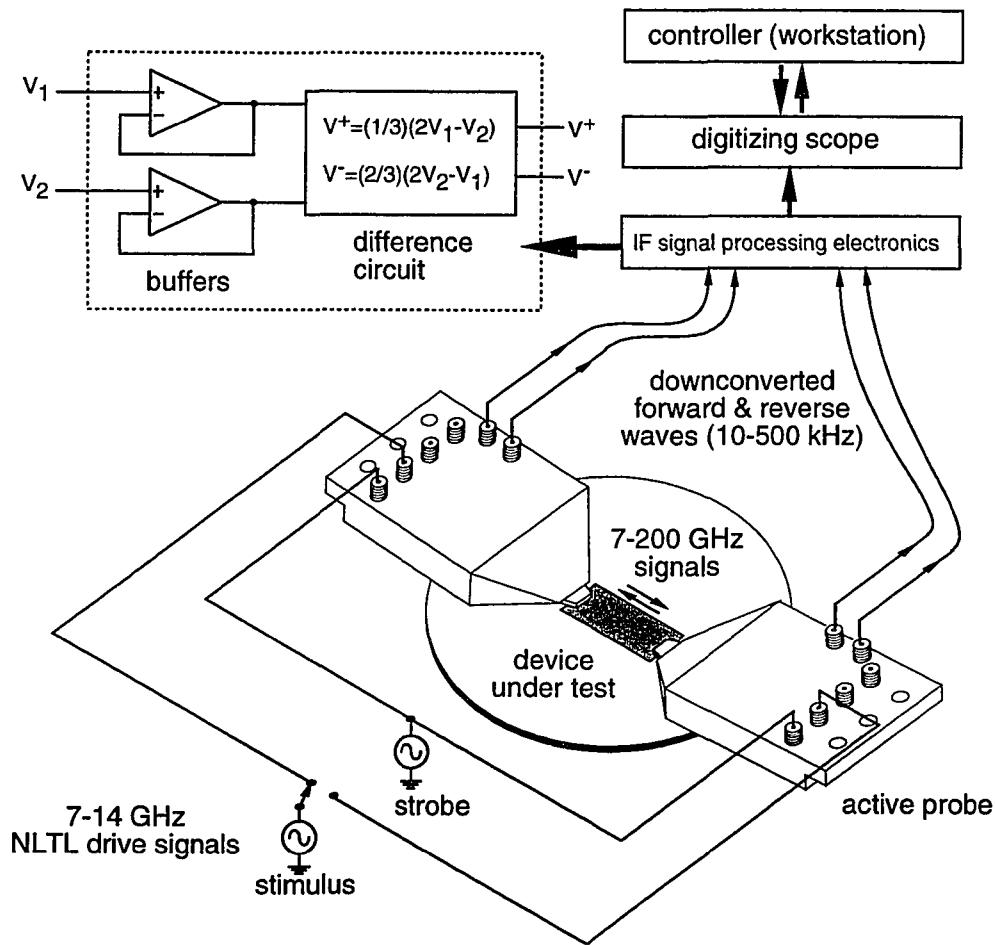 controller (workstation)
digitizing scope
IF signal processing electronics
V1
V2
+
−
+
−
V+=(1/3)(2V1-V2)
V-=(2/3)(2V2-V1)
V+
V-
buffers
difference
circuit
downconverted
forward & reverse
waves (10-500 kHz)
7-200 GHz
signals
device
under test
strobe
active probe
7-14 GHz
NLTL drive signals
stimulus